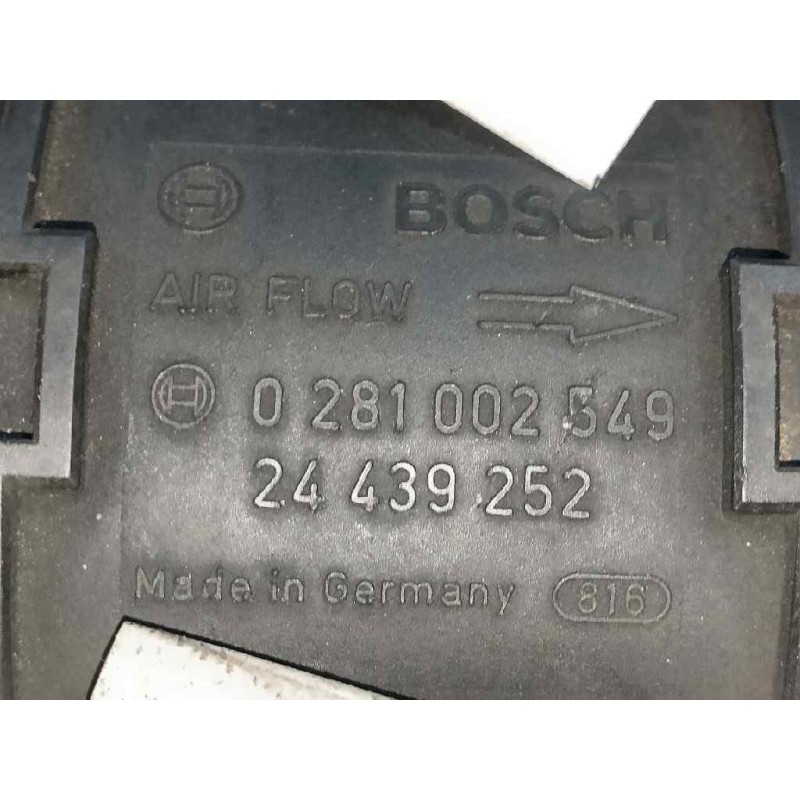 BOSCH
AIR FLOW
0 281 002 549
24 439 252
Made in Germany 816